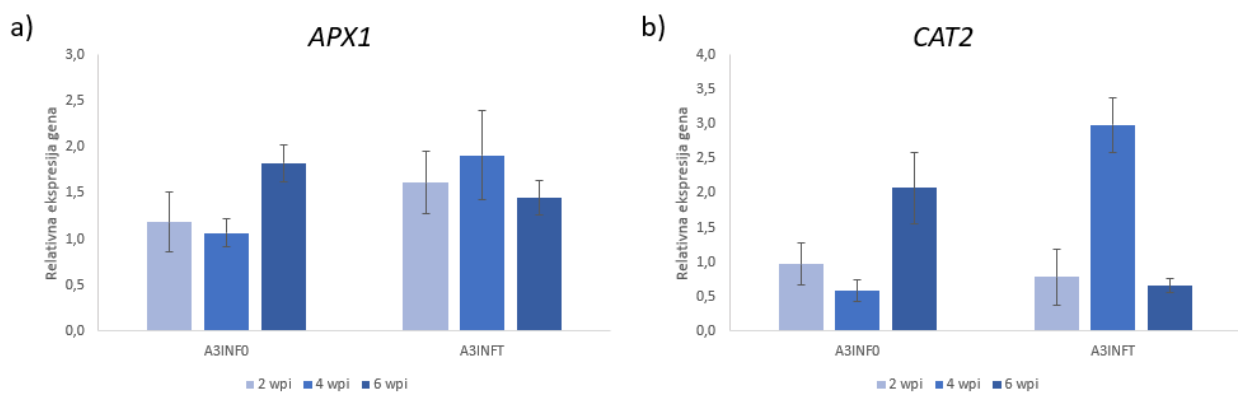 a)
APX1
Relativna ekspresija gena
3,0
2,5
2,0
1,5
1,0
0,5
0,0
A3INF0
A3INFT
2 wpi 4 wpi 6 wpi
b)
CAT2
Relativna ekspresija gena
4,0
3,5
3,0
2,5
2,0
1,5
1,0
0,5
0,0
A3INF0
A3INFT
2 wpi 4 wpi 6 wpi